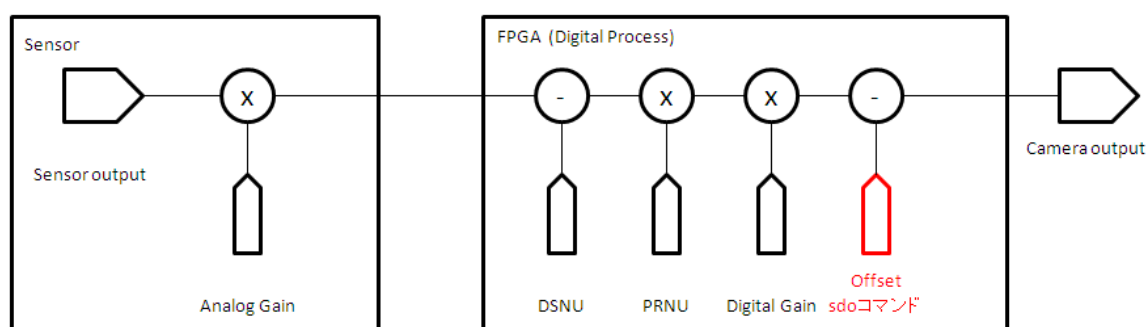 Sensor
FPGA (Digital Process)
X
-
X
X
-
Sensor output
Camera output
Analog Gain
DSNU
PRNU
Digital Gain
Offset
sdoコマンド